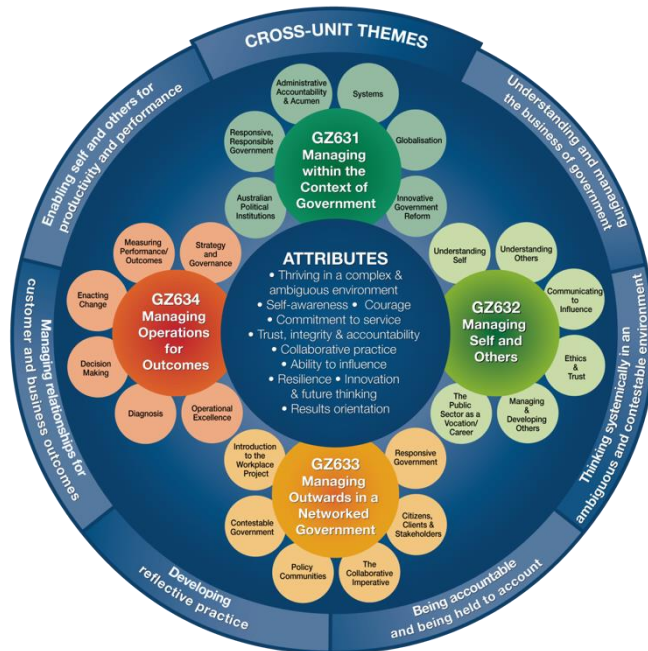 CROSS-UNIT THEMES
Enabling self and others for
productivity and performance
Understanding and managing
the business of government
Thinking systemically in an
ambiguous and contestable environment
Being accountable
and being held to account
Developing
reflective practice
Managing relationships for
customer and business outcomes
GZ631
Managing
within the
Context of
Government
Australian
Political
Institutions
Responsive,
Responsible
Government
Administrative
Accountability
& Acumen
Systems
Globalisation
Innovative
Government
Reform
GZ632
Managing
Self and
Others
Understanding
Self
Understanding
Others
Communicating
to
Influence
Ethics
&
Trust
Managing
&
Developing
Others
The
Public
Sector as a
Vocation/
Career
GZ633
Managing
Outwards in a
Networked
Government
Responsive
Government
Citizens,
Clients &
Stakeholders
The
Collaborative
Imperative
Policy
Communities
Contestable
Government
Introduction
to the
Workplace
Project
GZ634
Managing
Operations
for
Outcomes
Operational
Excellence
Diagnosis
Decision
Making
Enacting
Change
Measuring
Performance/
Outcomes
Strategy
and
Governance
ATTRIBUTES
• Thriving in a complex &
ambiguous environment
• Self-awareness • Courage
• Commitment to service
• Trust, integrity & accountability
• Collaborative practice
• Ability to influence
• Resilience • Innovation
& future thinking
• Results orientation